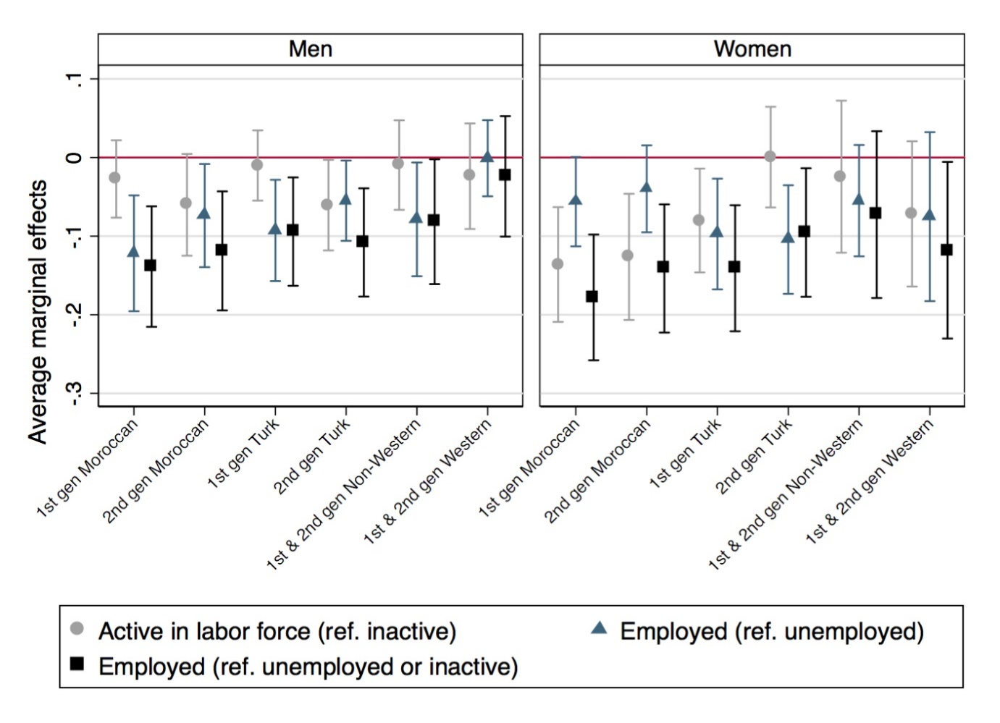 Men
Women
Average marginal effects
.1
0
-.1
-.2
-.3
1st gen Moroccan
2nd gen Moroccan
1st gen Turk
2nd gen Turk
1st & 2nd gen Non-Western
1st & 2nd gen Western
1st gen Moroccan
2nd gen Moroccan
1st gen Turk
2nd gen Turk
1st & 2nd gen Non-Western
1st & 2nd gen Western
Active in labor force (ref. inactive)
Employed (ref. unemployed)
Employed (ref. unemployed or inactive)